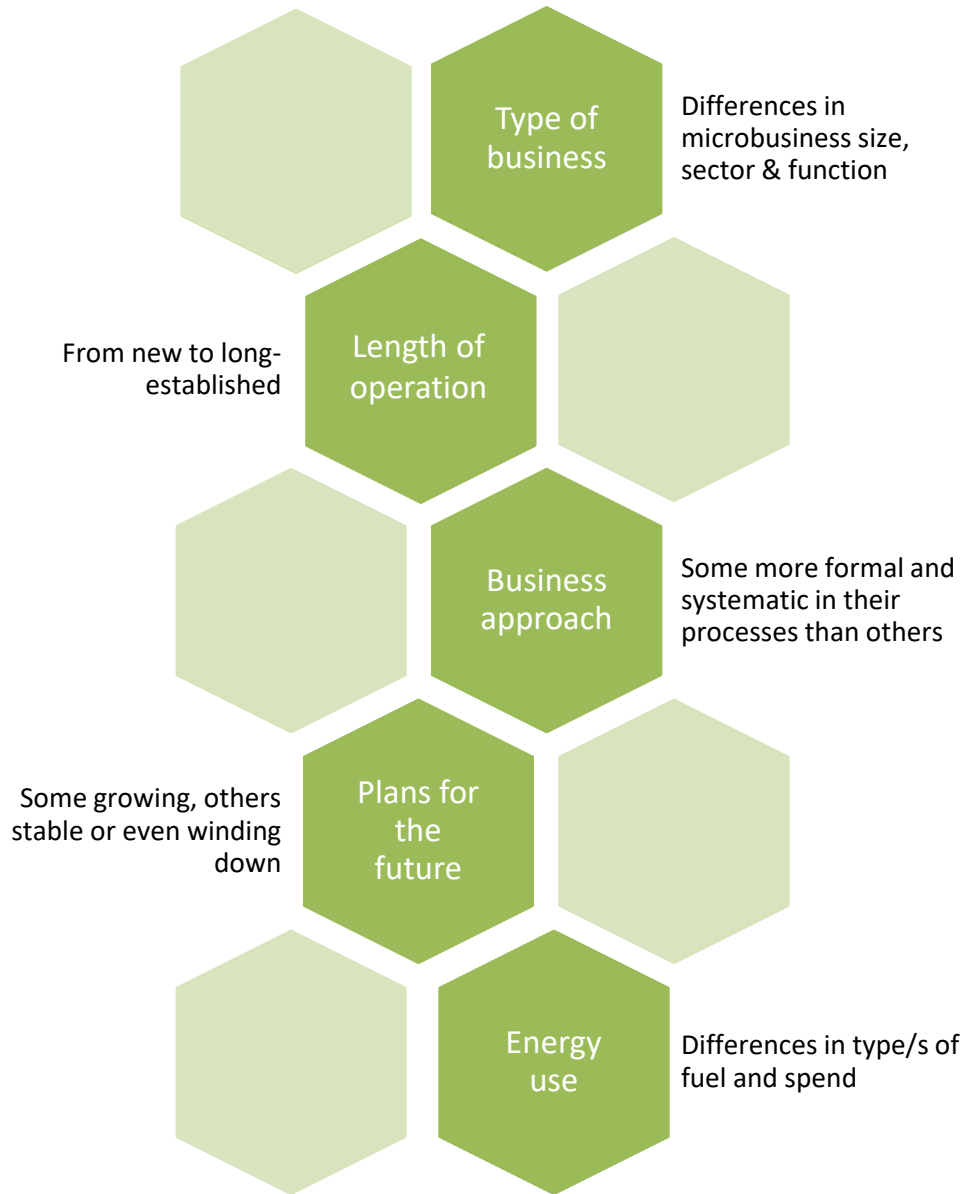 Type of
business
Differences in
microbusiness size,
sector & function
From new to long-
established
Length of
operation
Business
approach
Some more formal and
systematic in their
processes than others
Some growing, others
stable or even winding
down
Plans for
the
future
Energy
use
Differences in type/s of
fuel and spend